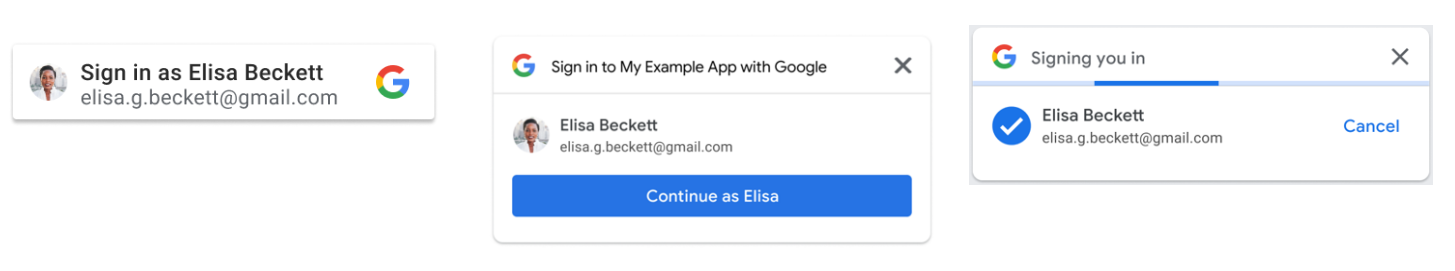 Sign in as Elisa Beckett
elisa.g.beckett@gmail.com
Sign in to My Example App with Google
Elisa Beckett
elisa.g.beckett@gmail.com
Continue as Elisa
Signing you in
Elisa Beckett
elisa.g.beckett@gmail.com
Cancel